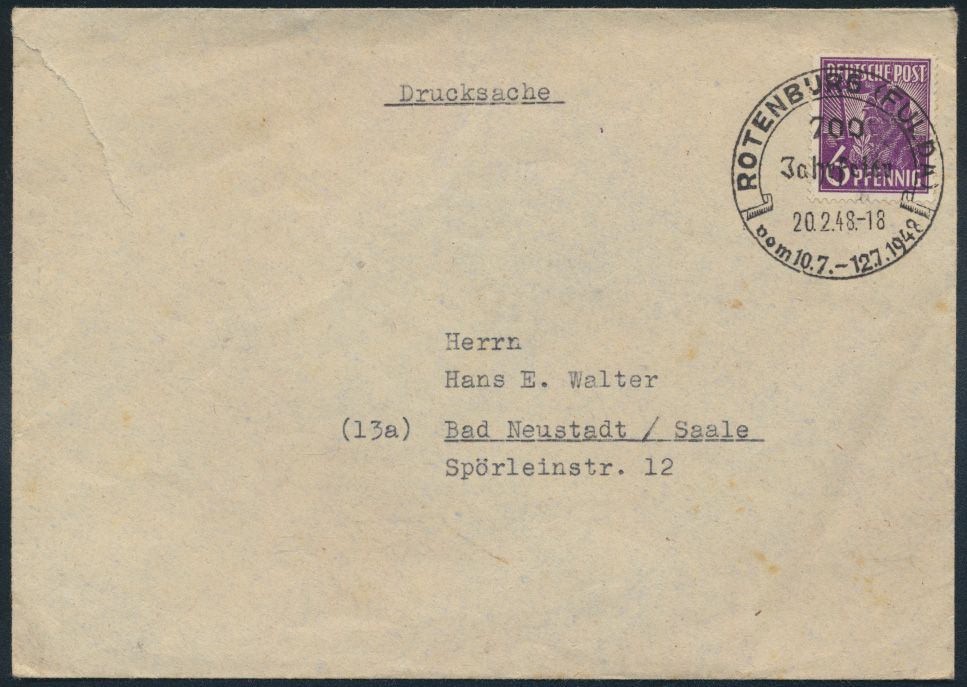 Drucksache
DEUTSCHE POST
6 PFENNIG
ROTENBURG (FULDA)
700
Jahrfeier
20.2.48.-18
vom 10.7.-12.7.1948
Herrn
Hans E. Walter
(13a) Bad Neustadt / Saale
Spörleinstr. 12